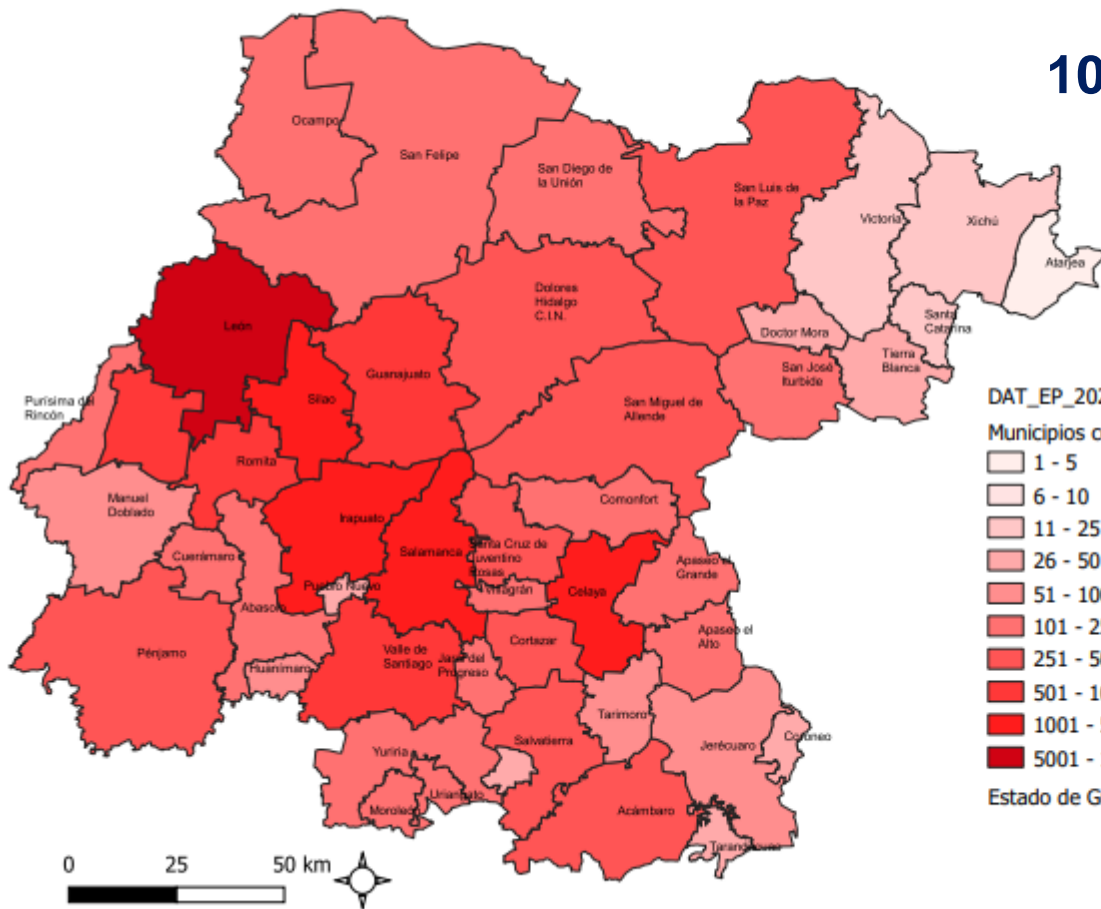 10
Ocampo
San Felipe
San Diego de
la Unión
San Luis de
la Paz
Victoria
Xichú
Atarjea
León
Dolores
Hidalgo
C.I.N.
Santa
Catarina
Doctor Mora
Tierra
Blanca
San José
Iturbide
Guanajuato
Silao
San Miguel de
Allende
Purísima del
Rincón
Romita
Manuel
Doblado
Irapuato
Comonfort
Salamanca
Santa Cruz de
Juventino
Rosas
Cuerámaro
Apaseo el
Grande
Pueblo Nuevo
Villagrán
Celaya
Abasolo
Apaseo el
Alto
Cortazar
Pénjamo
Valle de
Santiago
Jaral del
Progreso
Huanímaro
Tarimoro
Salvatierra
Jerécuaro
Coroneo
Yuriria
Uriangato
Moroleón
Acámbaro
Tarandacuao
DAT_EP_202
Municipios c
1 - 5
6 - 10
11 - 25
26 - 50
51 - 10
101 - 2
251 - 5
501 - 10
1001 -
5001 -
Estado de G
0 25 50 km